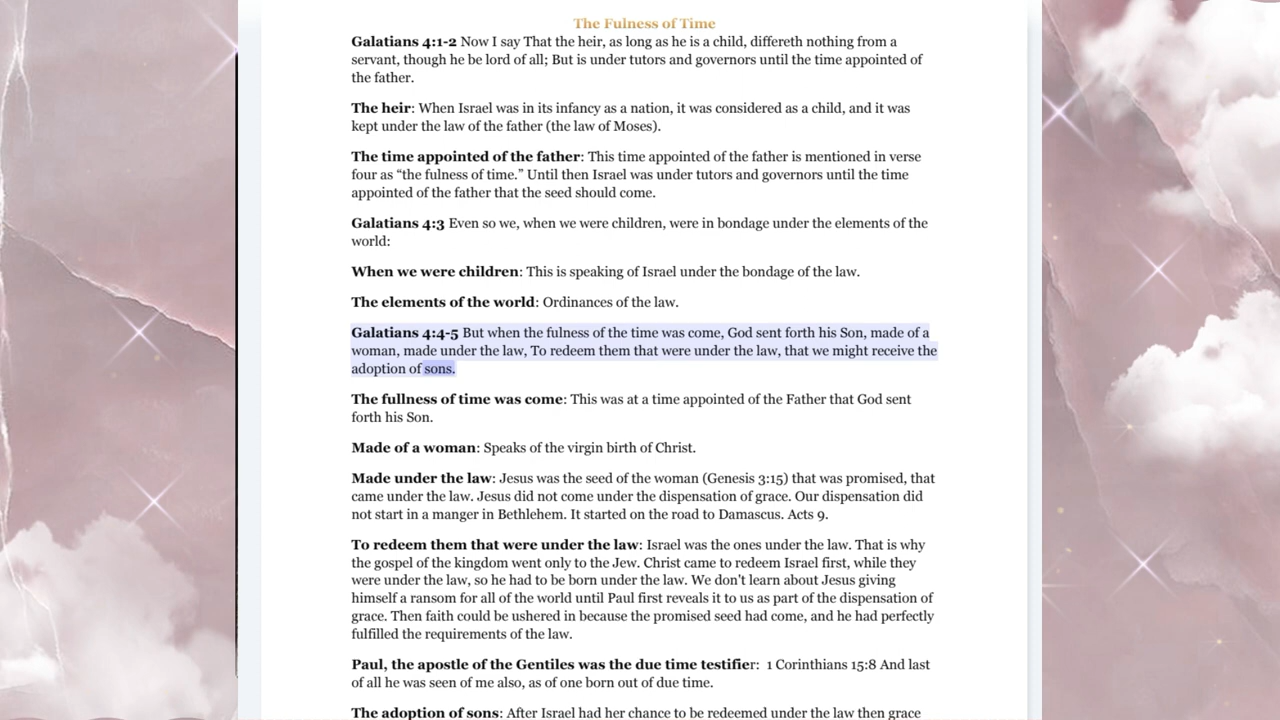 The Fulness of Time
Galatians 4:1-2 Now I say That the heir, as long as he is a child, differeth nothing from a
servant, though he be lord of all; But is under tutors and governors until the time appointed of
the father.
The heir: When Israel was in its infancy as a nation, it was considered as a child, and it was
kept under the law of the father (the law of Moses).
The time appointed of the father: This time appointed of the father is mentioned in verse
four as “the fulness of time.” Until then Israel was under tutors and governors until the time
appointed of the father that the seed should come.
Galatians 4:3 Even so we, when we were children, were in bondage under the elements of the
world:
When we were children: This is speaking of Israel under the bondage of the law.
The elements of the world: Ordinances of the law.
Galatians 4:4-5 But when the fulness of the time was come, God sent forth his Son, made of a
woman, made under the law, To redeem them that were under the law, that we might receive the
adoption of sons.
The fullness of time was come: This was at a time appointed of the Father that God sent
forth his Son.
Made of a woman: Speaks of the virgin birth of Christ.
Made under the law: Jesus was the seed of the woman (Genesis 3:15) that was promised, that
came under the law. Jesus did not come under the dispensation of grace. Our dispensation did
not start in a manger in Bethlehem. It started on the road to Damascus. Acts 9.
To redeem them that were under the law: Israel was the ones under the law. That is why
the gospel of the kingdom went only to the Jew. Christ came to redeem Israel first, while they
were under the law, so he had to be born under the law. We don't learn about Jesus giving
himself a ransom for all of the world until Paul first reveals it to us as part of the dispensation of
grace. Then faith could be ushered in because the promised seed had come, and he had perfectly
fulfilled the requirements of the law.
Paul, the apostle of the Gentiles was the due time testifier: 1 Corinthians 15:8 And last
of all he was seen of me also, as of one born out of due time.
The adoption of sons: After Israel had her chance to be redeemed under the law then grace